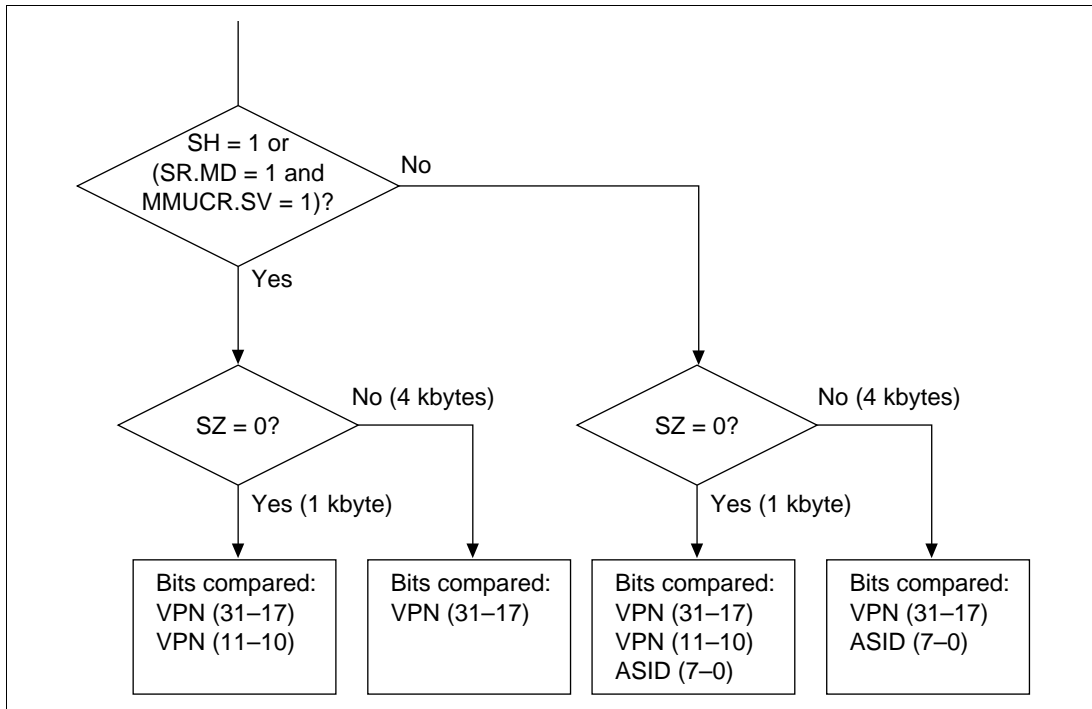 SH = 1 or
(SR.MD = 1 and
MMUCR.SV = 1)?
No
Yes
SZ = 0?
No (4 kbytes)
Yes (1 kbyte)
SZ = 0?
No (4 kbytes)
Yes (1 kbyte)
Bits compared:
VPN (31–17)
VPN (11–10)
Bits compared:
VPN (31–17)
Bits compared:
VPN (31–17)
VPN (11–10)
ASID (7–0)
Bits compared:
VPN (31–17)
ASID (7–0)